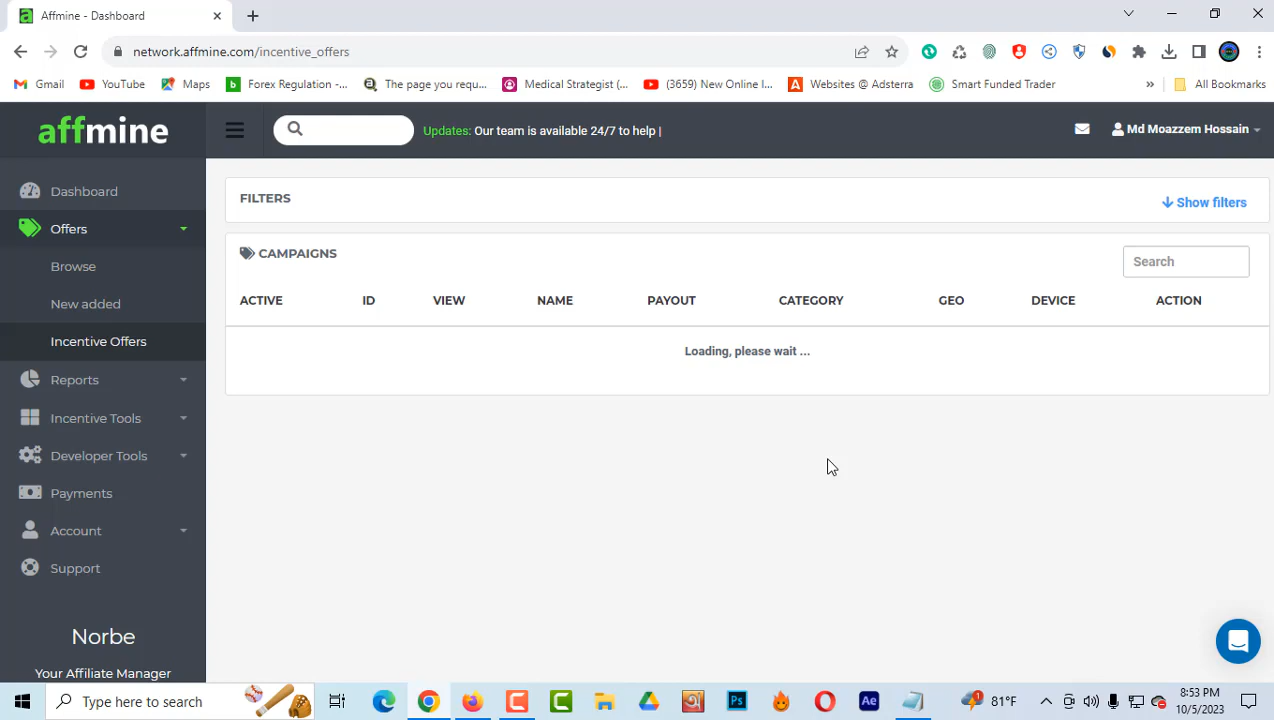 Affmine - Dashboard
network.affmine.com/incentive_offers
Gmail YouTube Maps Forex Regulation -... The page you requ... Medical Strategist (... (3659) New Online I... Websites @ Adsterra Smart Funded Trader » All Bookmarks
affmine
Updates: Our team is available 24/7 to help |
Md Moazzem Hossain
Dashboard
Offers
Browse
New added
Incentive Offers
Reports
Incentive Tools
Developer Tools
Payments
Account
Support
Norbe
Your Affiliate Manager
FILTERS
Show filters
CAMPAIGNS
Search
ACTIVE ID VIEW NAME PAYOUT CATEGORY GEO DEVICE ACTION
Loading, please wait ...
Type here to search
Ps
Ae
1
81°F
8:53 PM
10/5/2023